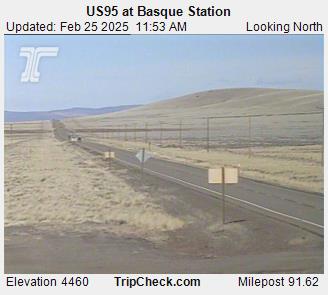 US95 at Basque Station
Updated: Feb 25 2025 11:53 AM Looking North
Elevation 4460 TripCheck.com Milepost 91.62